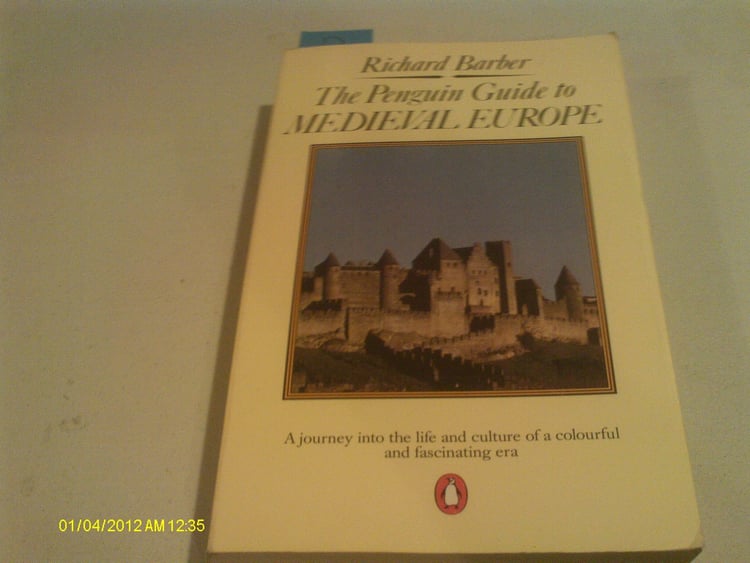 Richard Barber
The Penguin Guide to
MEDIEVAL EUROPE
A journey into the life and culture of a colourful
and fascinating era
01/04/2012 AM 12:35